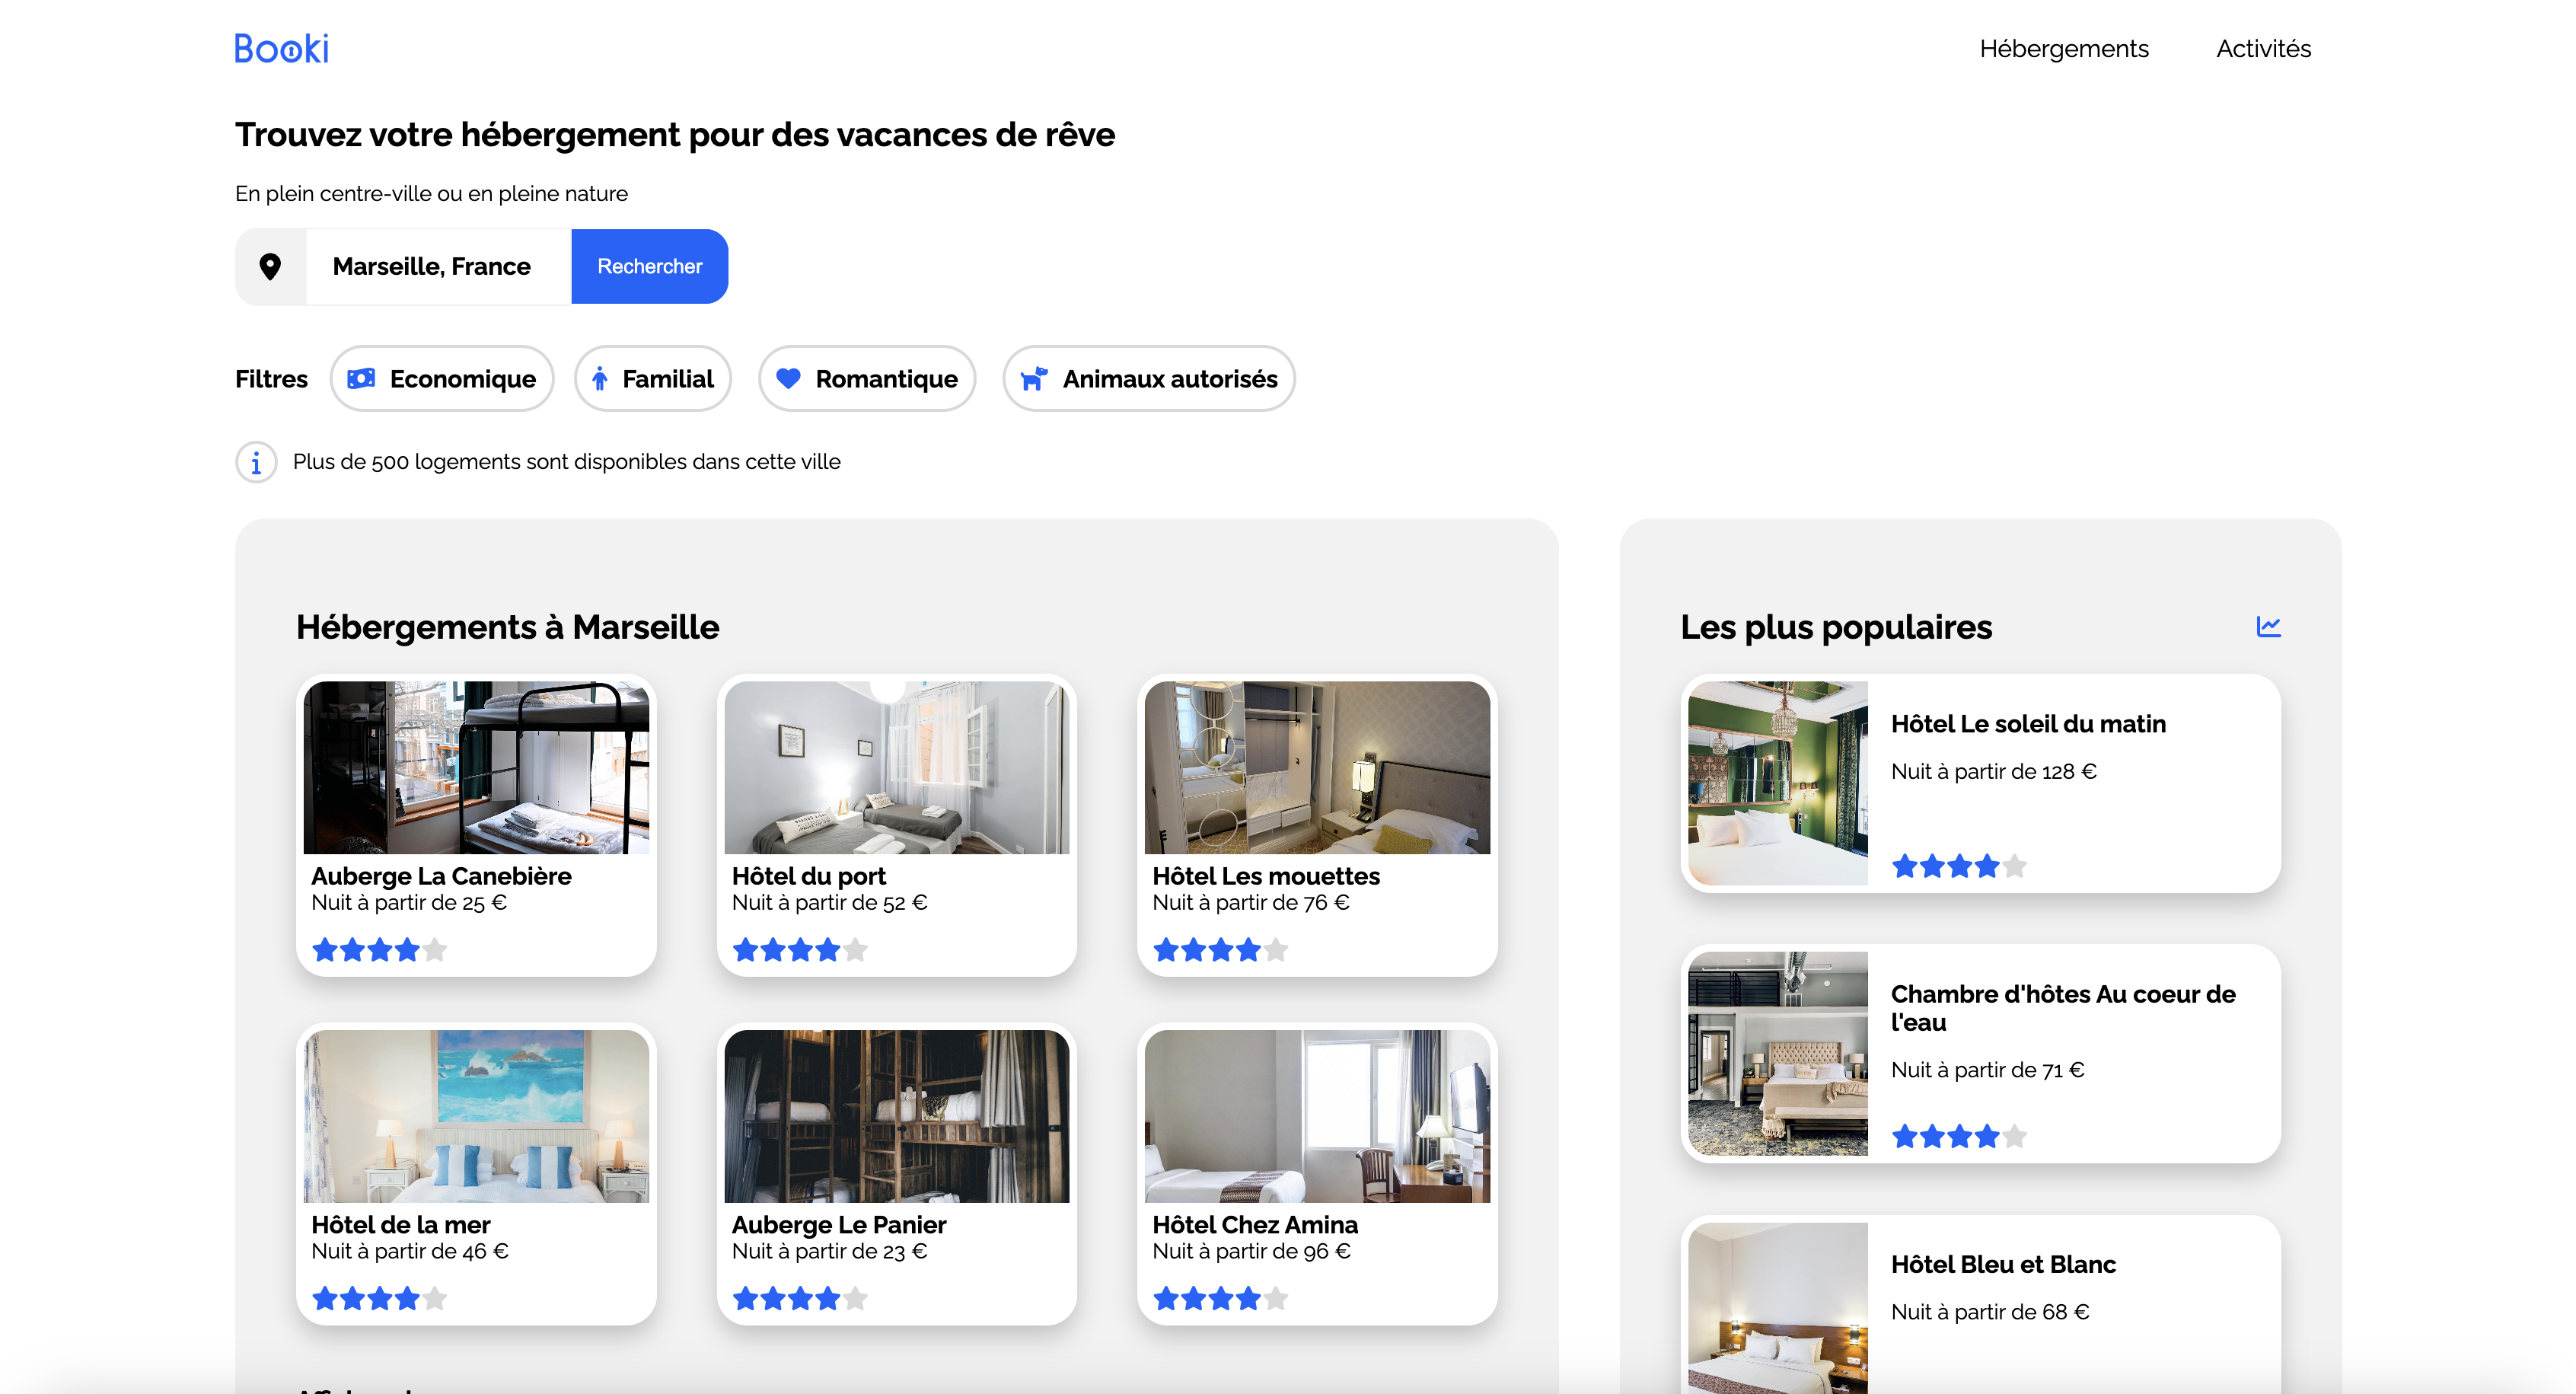 Booki
Hébergements
Activités
Trouvez votre hébergement pour des vacances de rêve
En plein centre-ville ou en pleine nature
Marseille, France
Rechercher
Filtres
Economique
Familial
Romantique
Animaux autorisés
Plus de 500 logements sont disponibles dans cette ville
Hébergements à Marseille
Auberge La Canebière
Nuit à partir de 25 €
Hôtel du port
Nuit à partir de 52 €
Hôtel Les mouettes
Nuit à partir de 76 €
Hôtel de la mer
Nuit à partir de 46 €
Auberge Le Panier
Nuit à partir de 23 €
Hôtel Chez Amina
Nuit à partir de 96 €
Les plus populaires
Hôtel Le soleil du matin
Nuit à partir de 128 €
Chambre d'hôtes Au coeur de
l'eau
Nuit à partir de 71 €
Hôtel Bleu et Blanc
Nuit à partir de 68 €